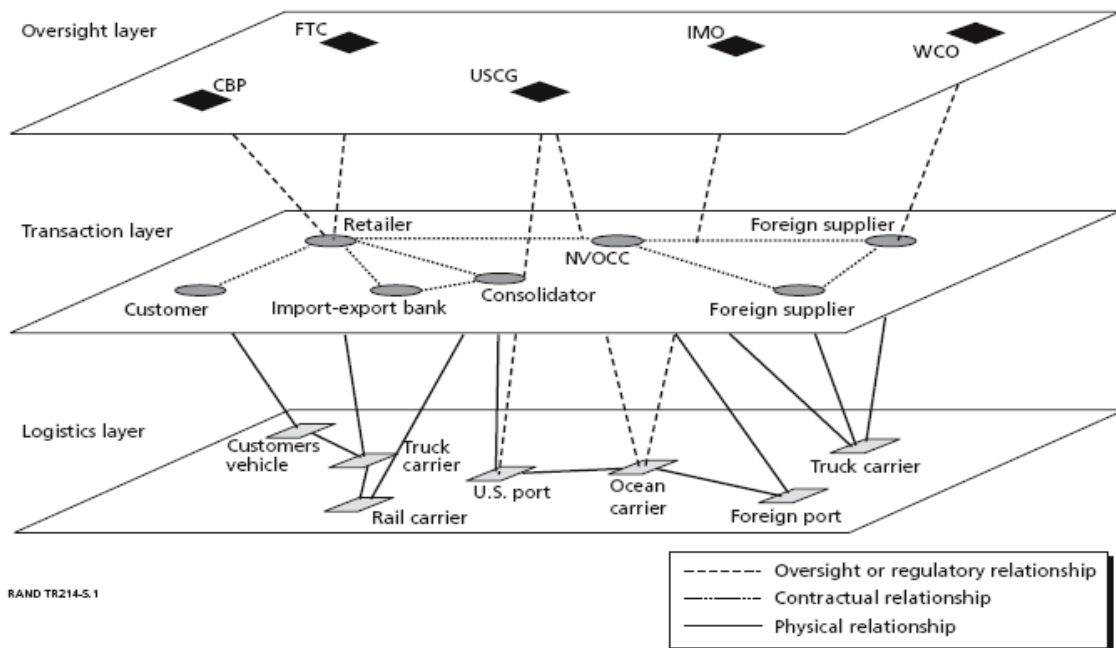 Oversight layer
FTC
IMO
WCO
CBP
USCG
Transaction layer
Retailer
Foreign supplier
NVOCC
Customer
Import-export bank
Consolidator
Foreign supplier
Logistics layer
Customers
vehicle
Truck
carrier
Truck carrier
U.S. port
Ocean
carrier
Rail carrier
Foreign port
Oversight or regulatory relationship
Contractual relationship
Physical relationship
RAND TR214-S.1